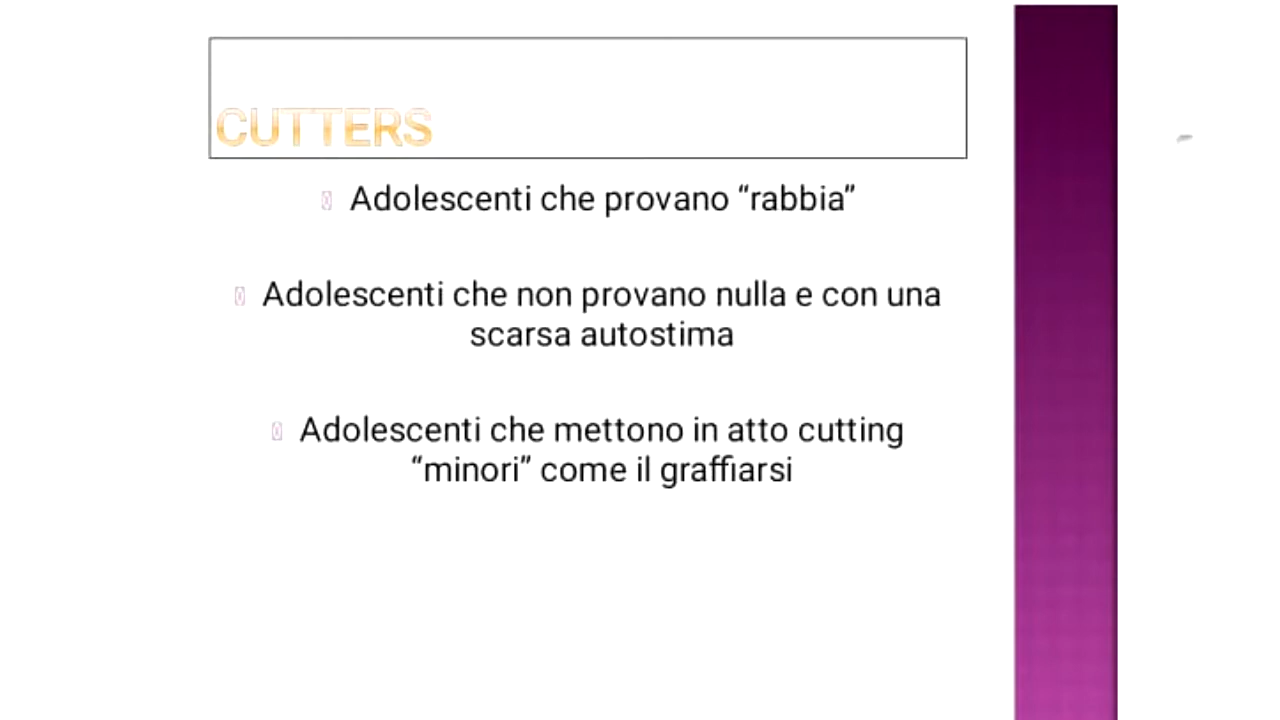 CUTTERS
Adolescenti che provano “rabbia”
Adolescenti che non provano nulla e con una
scarsa autostima
Adolescenti che mettono in atto cutting
“minori” come il graffiarsi